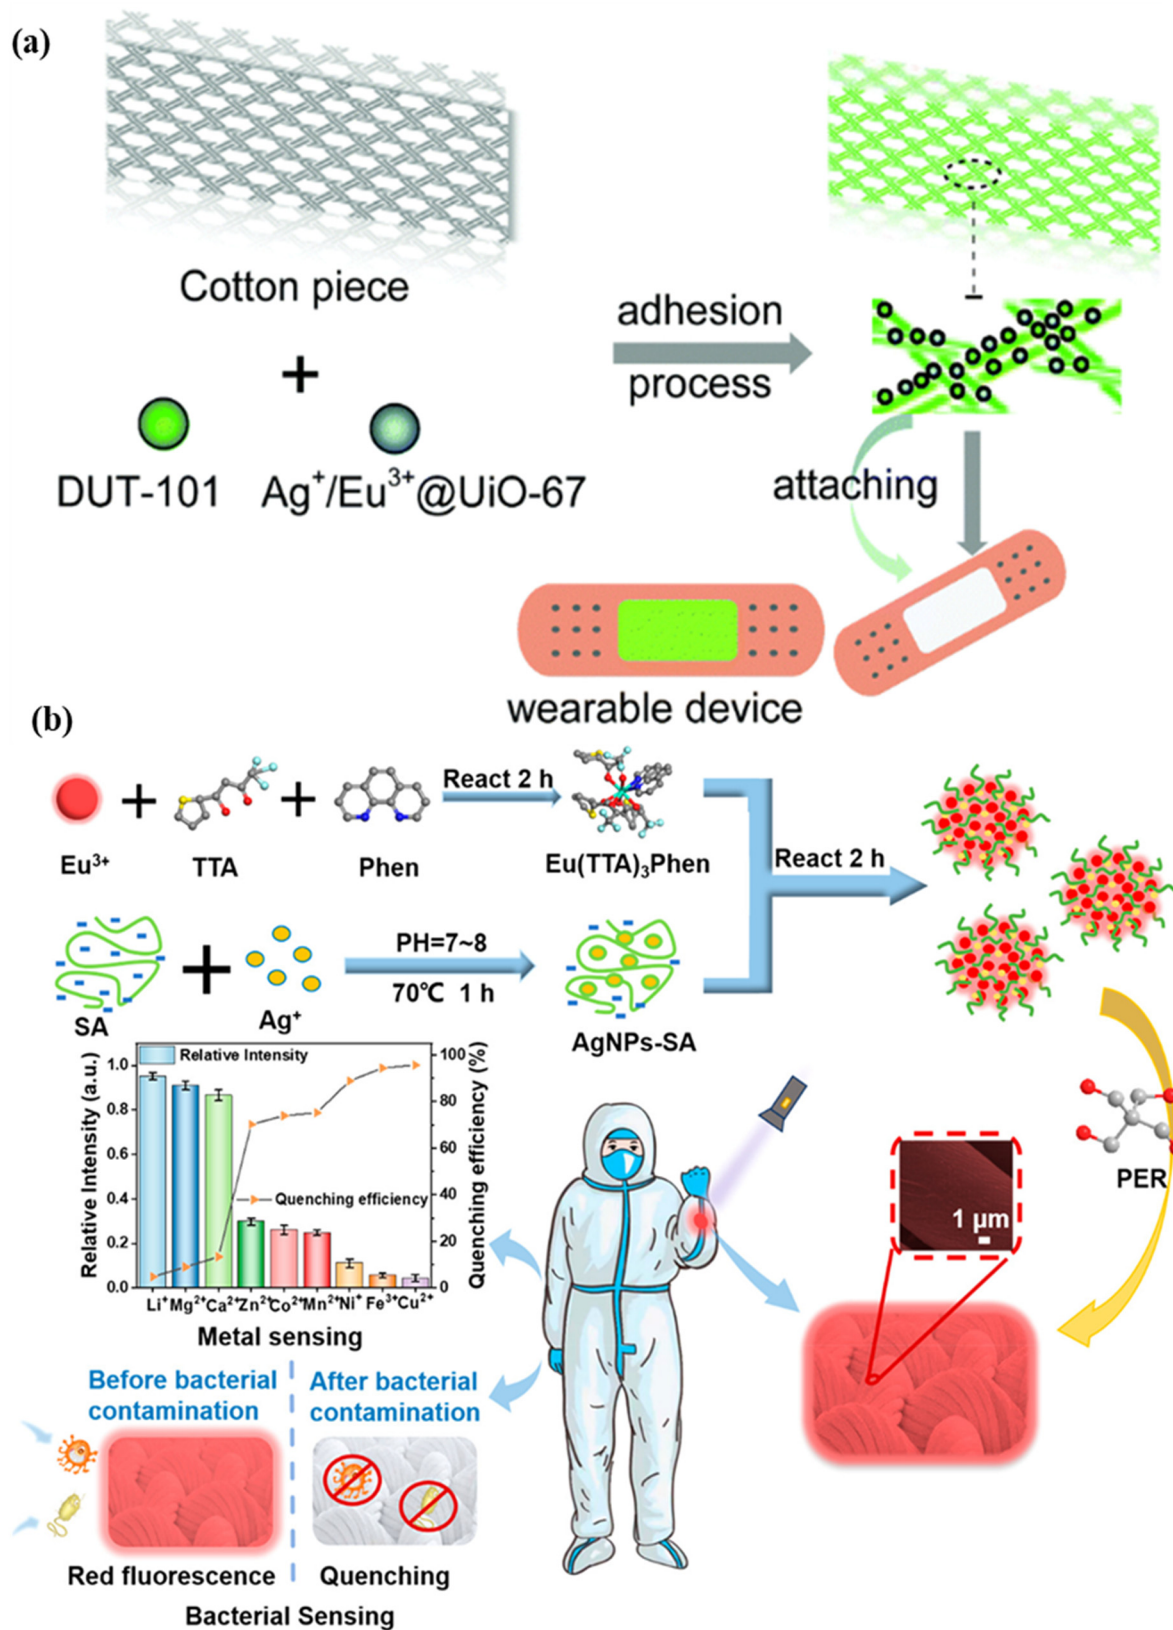 (a)
Cotton piece
+
DUT-101
Ag⁺/Eu³⁺@UiO-67
adhesion
process
attaching
wearable device
(b)
+
+
React 2 h
Eu³⁺
TTA
Phen
Eu(TTA)₃Phen
React 2 h
+
PH=7~8
70℃ 1 h
SA
Ag⁺
AgNPs-SA
PER
1 μm
Relative Intensity (a.u.)
1.0
0.8
0.6
0.4
0.2
0.0
Relative Intensity
Quenching efficiency
100
80
60
40
20
0
Quenching efficiency (%)
Li⁺ Mg²⁺ Ca²⁺ Zn²⁺ Co²⁺ Mn²⁺ Ni⁺ Fe³⁺ Cu²⁺
Metal sensing
Before bacterial
contamination
After bacterial
contamination
Red fluorescence
Quenching
Bacterial Sensing